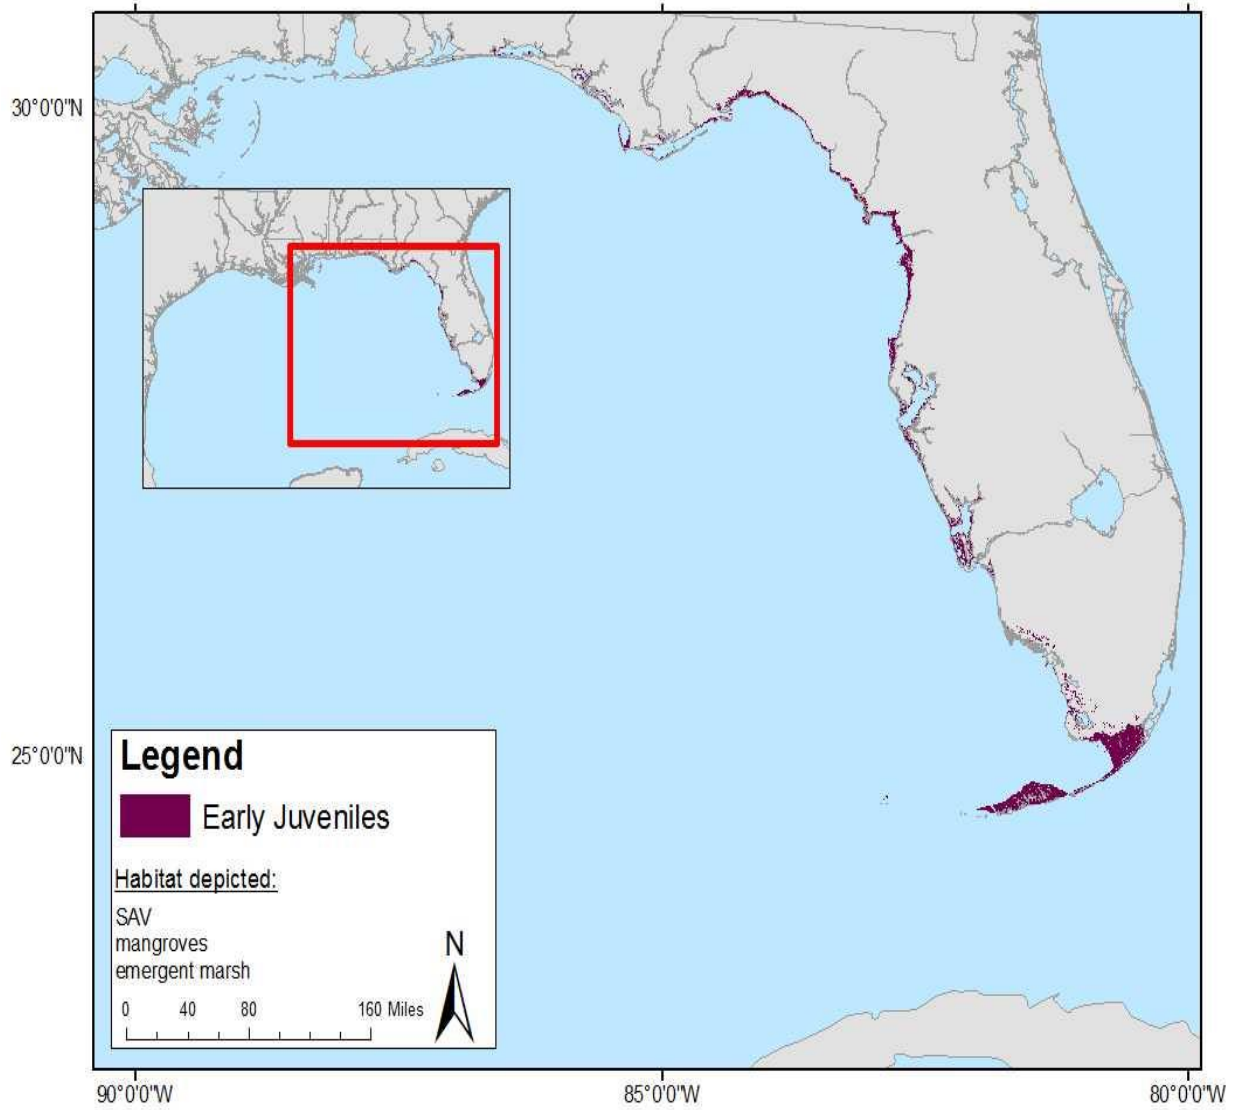 30°0'0"N
25°0'0"N
Legend
Early Juveniles
Habitat depicted:
SAV
mangroves
emergent marsh
N
0 40 80 160 Miles
90°0'0"W 85°0'0"W 80°0'0"W